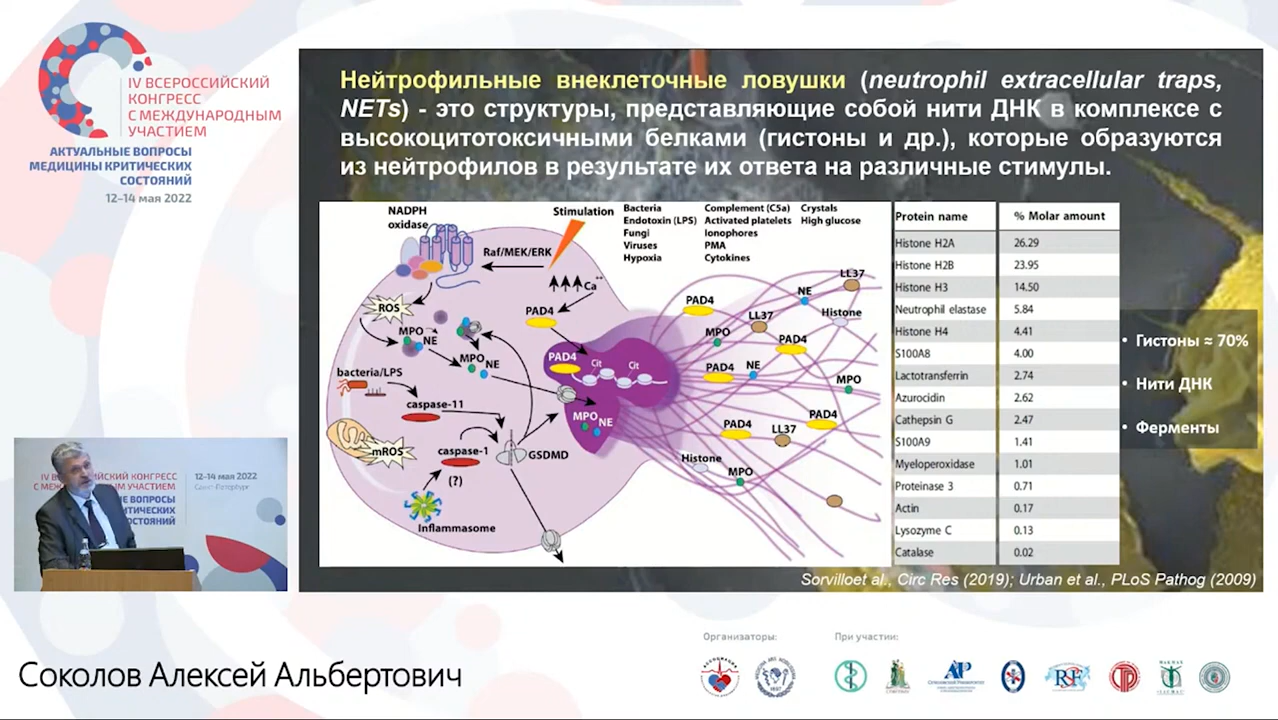 IV ВСЕРОССИЙСКИЙ
КОНГРЕСС
С МЕЖДУНАРОДНЫМ
УЧАСТИЕМ
АКТУАЛЬНЫЕ ВОПРОСЫ
МЕДИЦИНЫ КРИТИЧЕСКИХ
СОСТОЯНИЙ
12–14 мая 2022
Нейтрофильные внеклеточные ловушки (neutrophil extracellular traps,
NETs) - это структуры, представляющие собой нити ДНК в комплексе с
высокоцитотоксичными белками (гистоны и др.), которые образуются
из нейтрофилов в результате их ответа на различные стимулы.
NADPH
oxidase
Stimulation
Raf/MEK/ERK
Ca++
PAD4
ROS
MPO
NE
MPO
NE
bacteria/LPS
caspase-11
mROS
caspase-1
(?)
Inflammasome
GSDMD
PAD4
Cit
Cit
MPO
NE
Bacteria
Endotoxin (LPS)
Fungi
Viruses
Hypoxia
Complement (C5a)
Activated platelets
Ionophores
PMA
Cytokines
Crystals
High glucose
PAD4
NE
LL37
LL37
Histone
MPO
PAD4
PAD4
NE
MPO
PAD4
PAD4
LL37
Histone
MPO
Protein name % Molar amount
Histone H2A 26.29
Histone H2B 23.95
Histone H3 14.50
Neutrophil elastase 5.84
Histone H4 4.41
S100A8 4.00
Lactotransferrin 2.74
Azurocidin 2.62
Cathepsin G 2.47
S100A9 1.41
Myeloperoxidase 1.01
Proteinase 3 0.71
Actin 0.17
Lysozyme C 0.13
Catalase 0.02
• Гистоны ≈ 70%
• Нити ДНК
• Ферменты
Sorvilloet al., Circ Res (2019); Urban et al., PLoS Pathog (2009)
12–14 мая 2022
Санкт-Петербург
Организаторы:
При участии:
Соколов Алексей Альбертович